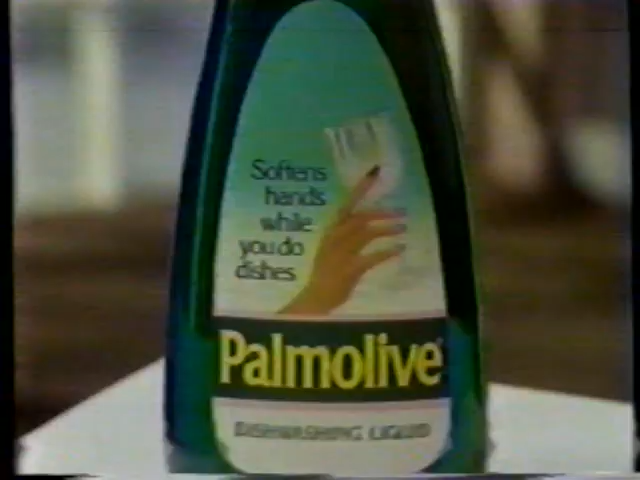 Softens
hands
while
you do
dishes
Palmolive
DISHWASHING LIQUID